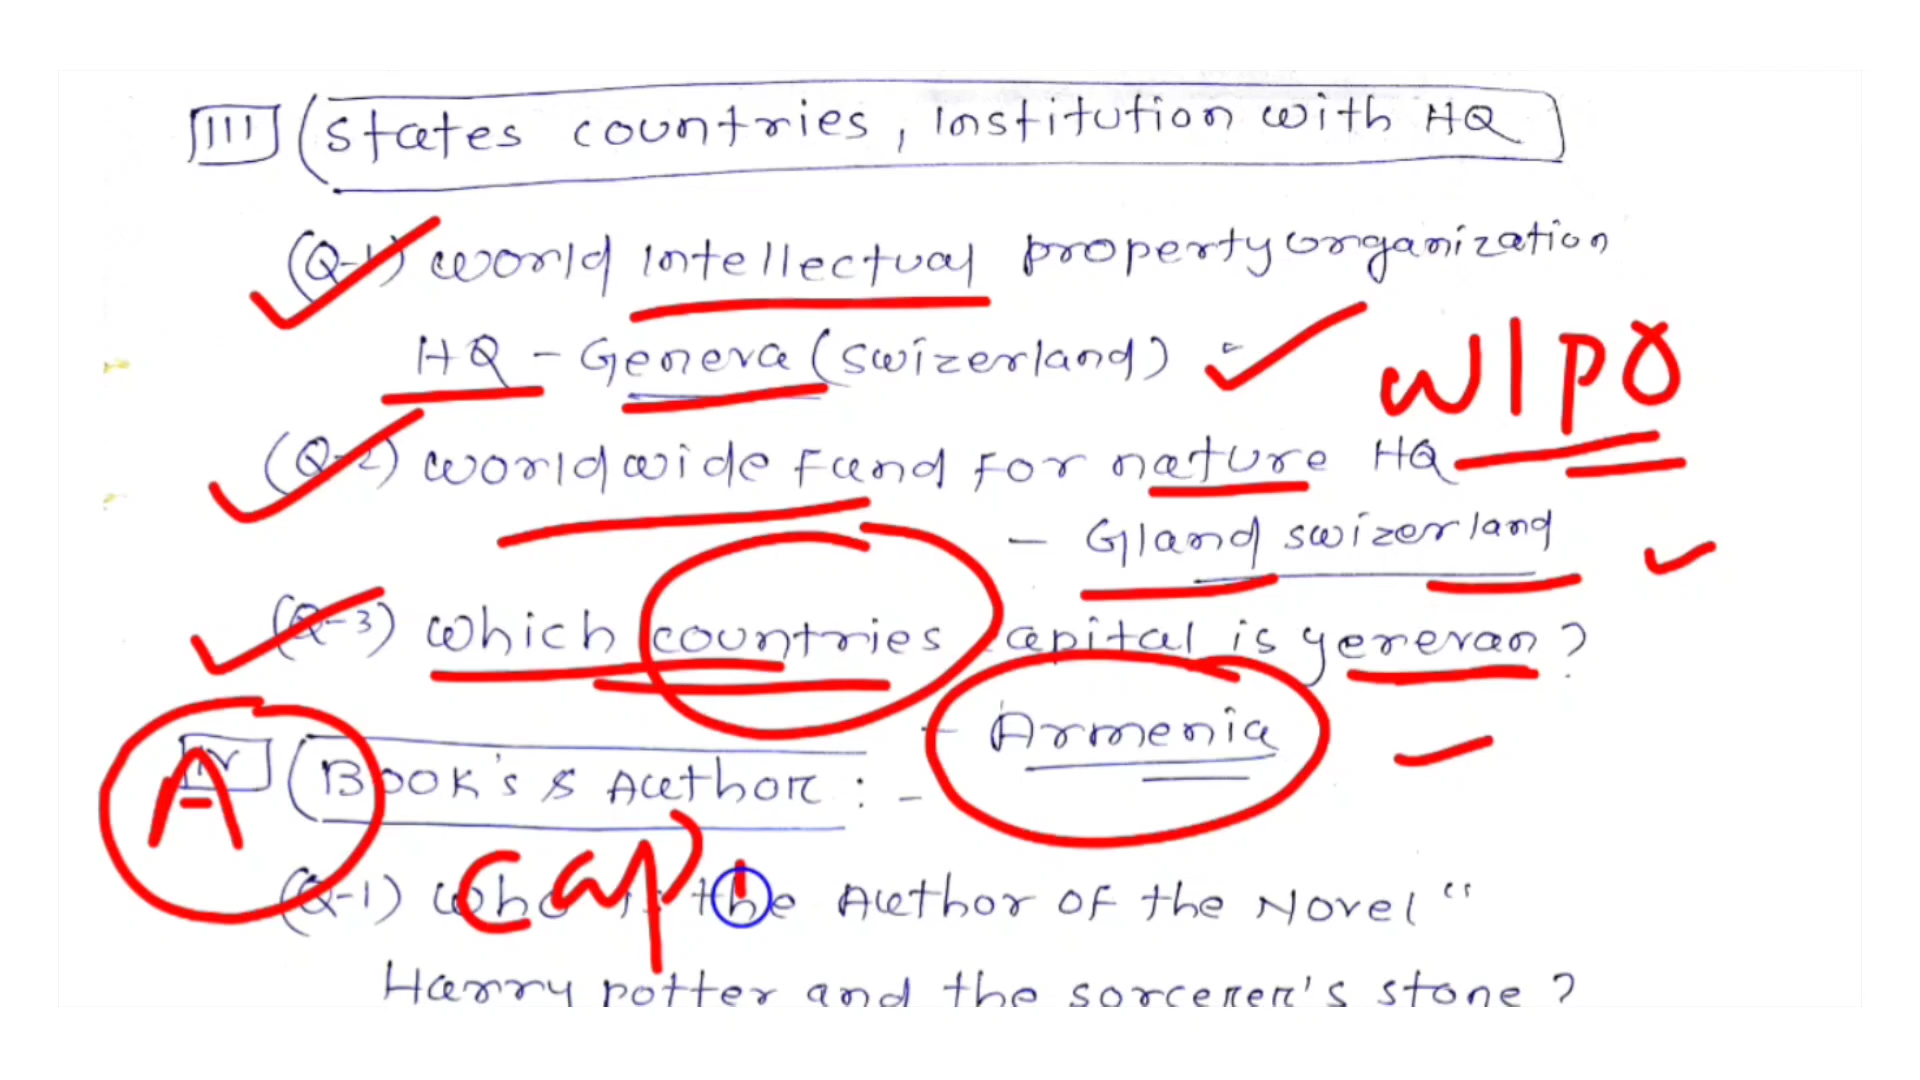 III States countries, Institution with HQ
(Q-1) world Intellectual property organization
HQ - Geneva (swizerland)
WIPO
(Q-2) worldwide Fund For nature HQ
- Gland swizerland
(Q-3) which countries capital is yerevan?
- Armenia
A
IV Book's & Author : -
cap
(Q-1) who is the Author OF the Novel "
Harry potter and the sorcerer's stone ?